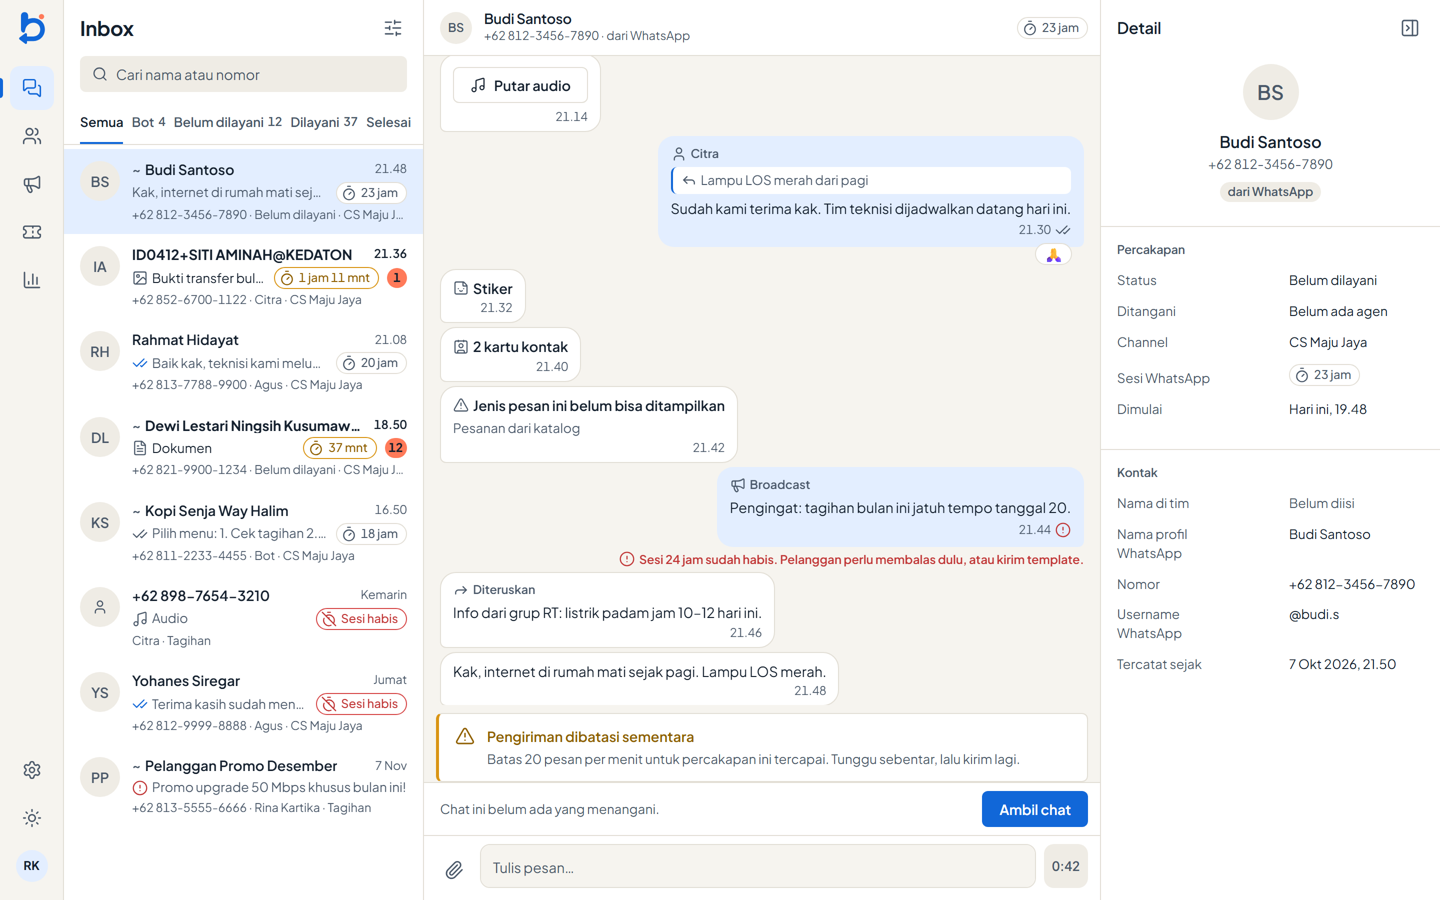 Inbox
Cari nama atau nomor
Semua Bot 4 Belum dilayani 12 Dilayani 37 Selesai
BS
~ Budi Santoso 21.48
Kak, internet di rumah mati sej... 23 jam
+62 812-3456-7890 · Belum dilayani · CS Maju J...
IA
ID0412+SITI AMINAH@KEDATON 21.36
Bukti transfer bul... 1 jam 11 mnt 1
+62 852-6700-1122 · Citra · CS Maju Jaya
RH
Rahmat Hidayat 21.08
Baik kak, teknisi kami melu... 20 jam
+62 813-7788-9900 · Agus · CS Maju Jaya
DL
~ Dewi Lestari Ningsih Kusumaw... 18.50
Dokumen 37 mnt 12
+62 821-9900-1234 · Belum dilayani · CS Maju J...
KS
~ Kopi Senja Way Halim 16.50
Pilih menu: 1. Cek tagihan 2.... 18 jam
+62 811-2233-4455 · Bot · CS Maju Jaya
+62 898-7654-3210 Kemarin
Audio Sesi habis
Citra · Tagihan
YS
Yohanes Siregar Jumat
Terima kasih sudah men... Sesi habis
+62 812-9999-8888 · Agus · CS Maju Jaya
PP
~ Pelanggan Promo Desember 7 Nov
Promo upgrade 50 Mbps khusus bulan ini!
+62 813-5555-6666 · Rina Kartika · Tagihan
RK
BS
Budi Santoso
+62 812-3456-7890 · dari WhatsApp
23 jam
Putar audio
21.14
Citra
Lampu LOS merah dari pagi
Sudah kami terima kak. Tim teknisi dijadwalkan datang hari ini.
21.30
Stiker
21.32
2 kartu kontak
21.40
Jenis pesan ini belum bisa ditampilkan
Pesanan dari katalog
21.42
Broadcast
Pengingat: tagihan bulan ini jatuh tempo tanggal 20.
21.44
Sesi 24 jam sudah habis. Pelanggan perlu membalas dulu, atau kirim template.
Diteruskan
Info dari grup RT: listrik padam jam 10–12 hari ini.
21.46
Kak, internet di rumah mati sejak pagi. Lampu LOS merah.
21.48
Pengiriman dibatasi sementara
Batas 20 pesan per menit untuk percakapan ini tercapai. Tunggu sebentar, lalu kirim lagi.
Chat ini belum ada yang menangani.
Ambil chat
Tulis pesan...
0:42
Detail
BS
Budi Santoso
+62 812-3456-7890
dari WhatsApp
Percakapan
Status Belum dilayani
Ditangani Belum ada agen
Channel CS Maju Jaya
Sesi WhatsApp 23 jam
Dimulai Hari ini, 19.48
Kontak
Nama di tim Belum diisi
Nama profil WhatsApp Budi Santoso
Nomor +62 812-3456-7890
Username WhatsApp @budi.s
Tercatat sejak 7 Okt 2026, 21.50